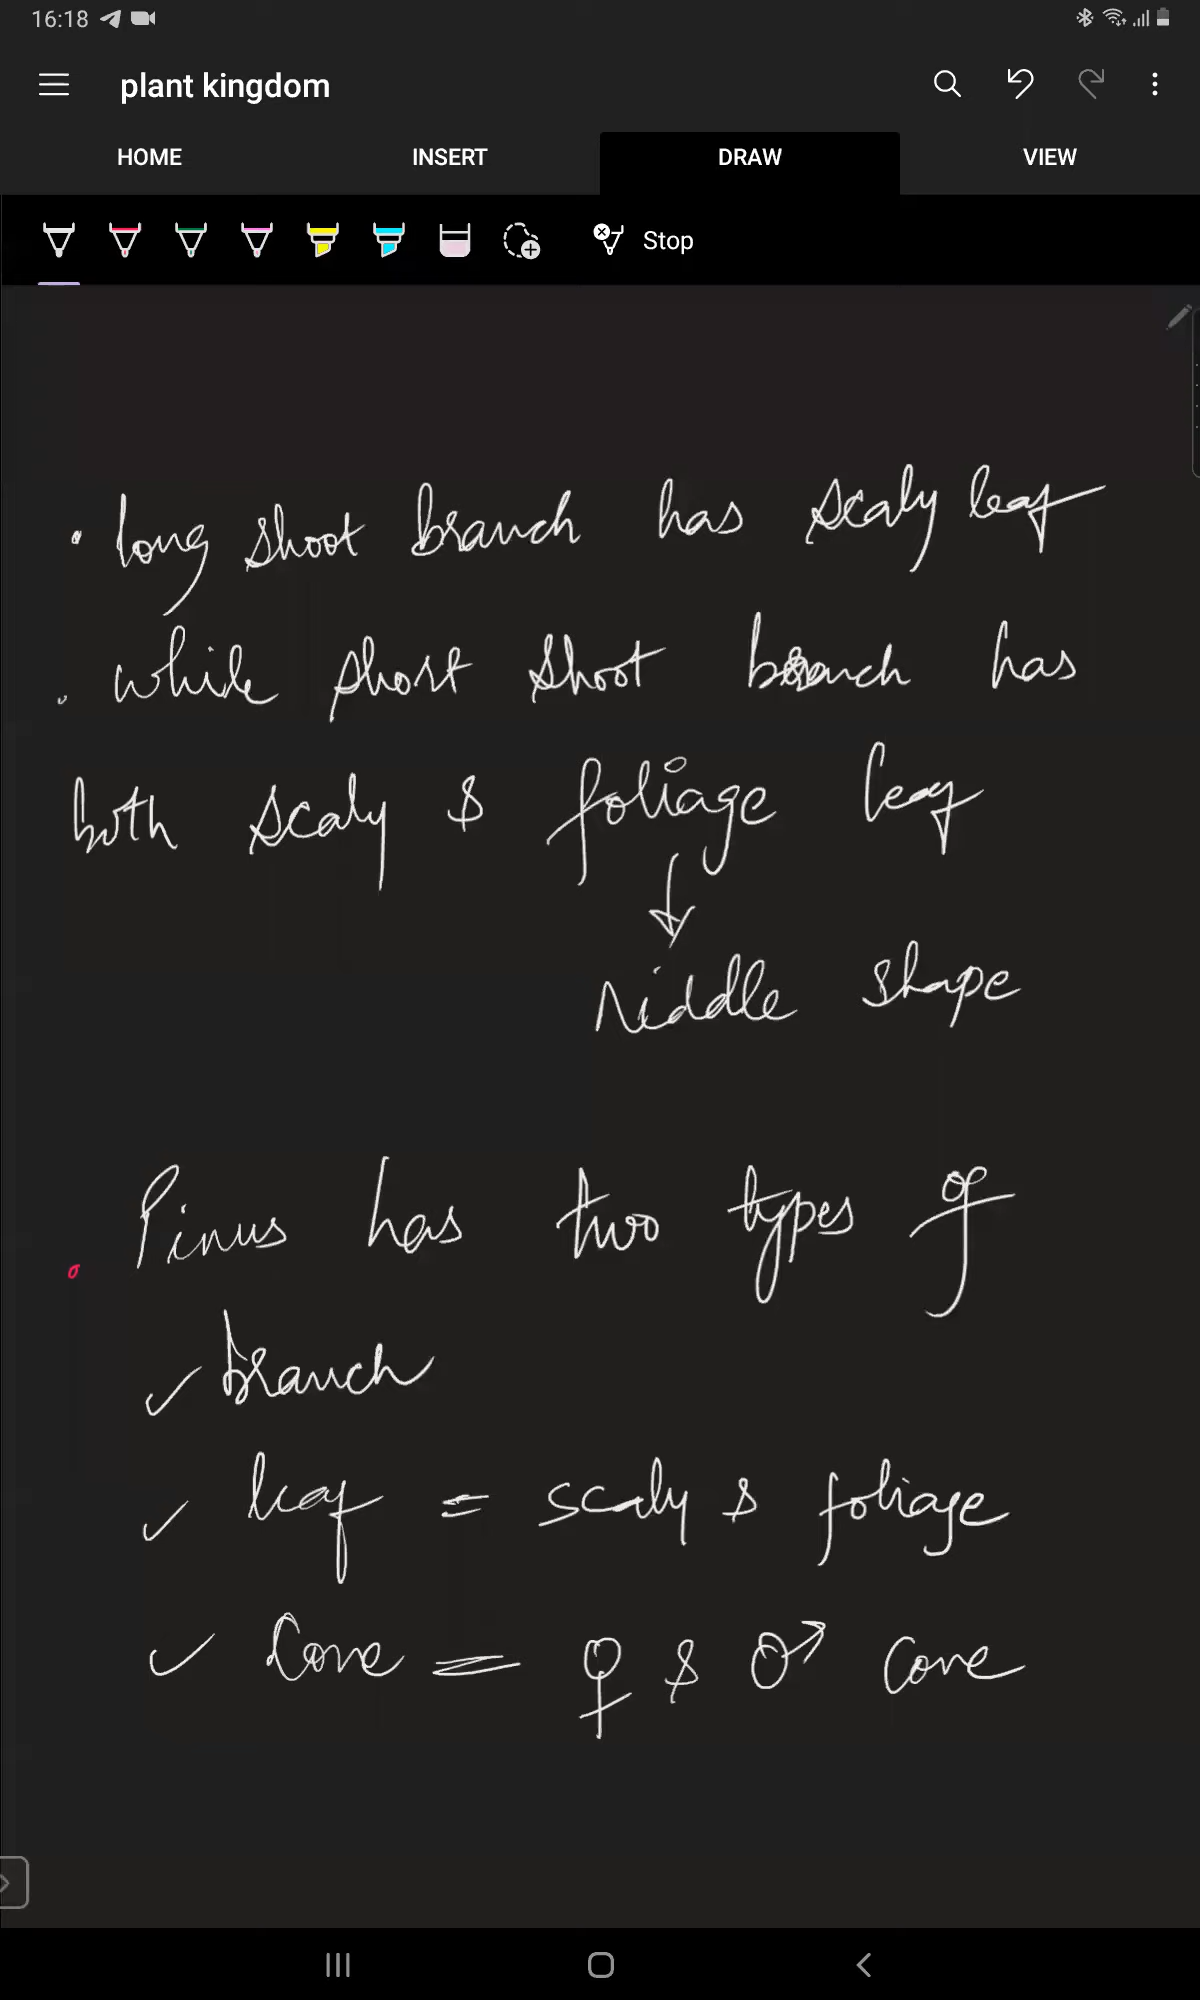 16:18
plant kingdom
HOME INSERT DRAW VIEW
Stop
• long shoot branch has scaly leaf
. while short shoot branch has
both scaly & foliage leaf
↓
Niddle shape
Pinus has two types of
✓ branch
✓ leaf = scaly & foliage
✓ Cone = ♀ & ♂ Cone